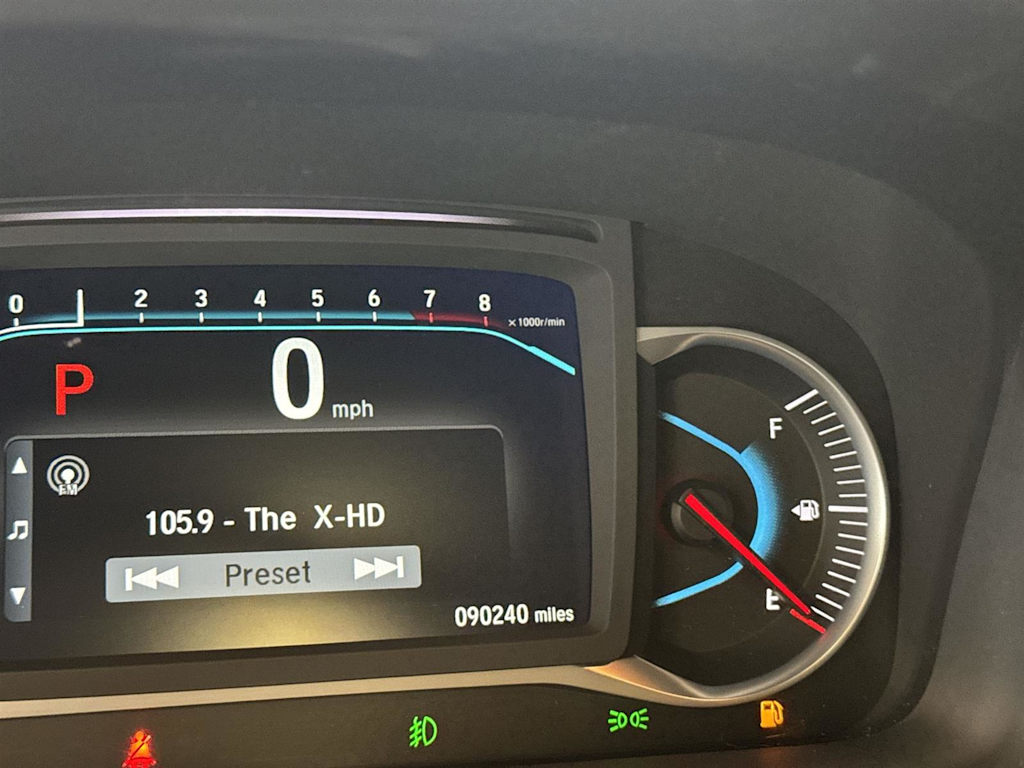 0 1 2 3 4 5 6 7 8 ×1000r/min
P 0 mph
FM
105.9 - The X-HD
Preset
090240 miles
F
E